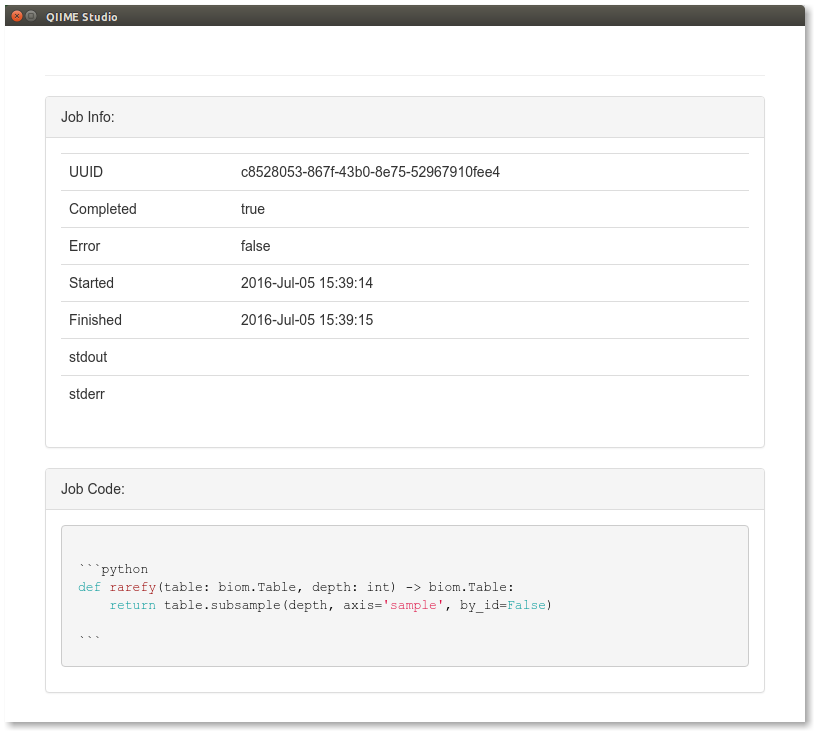 QIIME Studio
Job Info:
UUID c8528053-867f-43b0-8e75-52967910fee4
Completed true
Error false
Started 2016-Jul-05 15:39:14
Finished 2016-Jul-05 15:39:15
stdout
stderr
Job Code:
```python
def rarefy(table: biom.Table, depth: int) -> biom.Table:
    return table.subsample(depth, axis='sample', by_id=False)
```